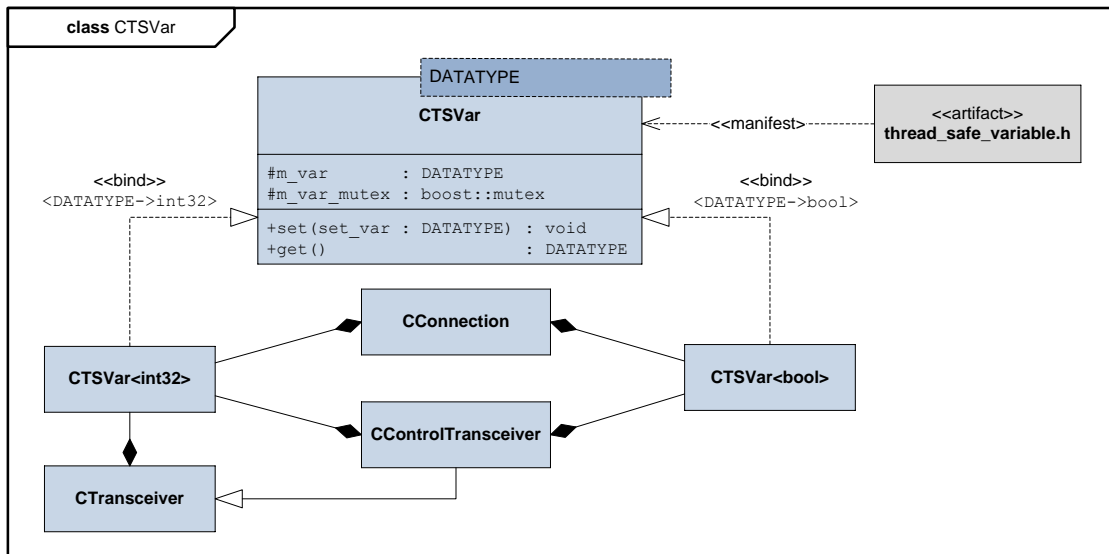 class CTSVar
DATATYPE
CTSVar
#m_var : DATATYPE
#m_var_mutex : boost::mutex
+set(set_var : DATATYPE) : void
+get() : DATATYPE
<<manifest>
<<artifact>>
thread_safe_variable.h
<<bind>>
<DATATYPE->int32>
<<bind>>
<DATATYPE->bool>
CConnection
CTSVar<int32>
CTSVar<bool>
CControlTransceiver
CTransceiver